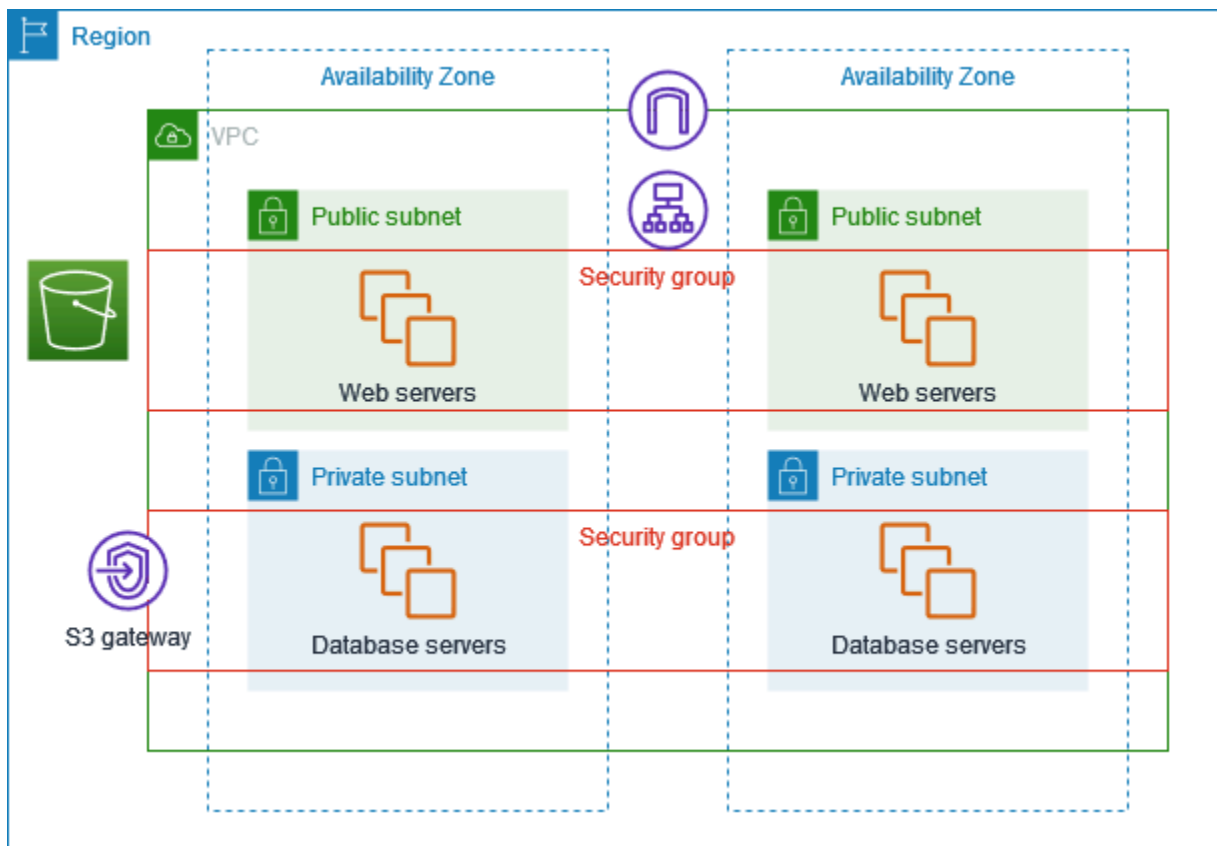 Region
Availability Zone
Availability Zone
VPC
Public subnet
Public subnet
Security group
Web servers
Web servers
Private subnet
Private subnet
Security group
S3 gateway
Database servers
Database servers